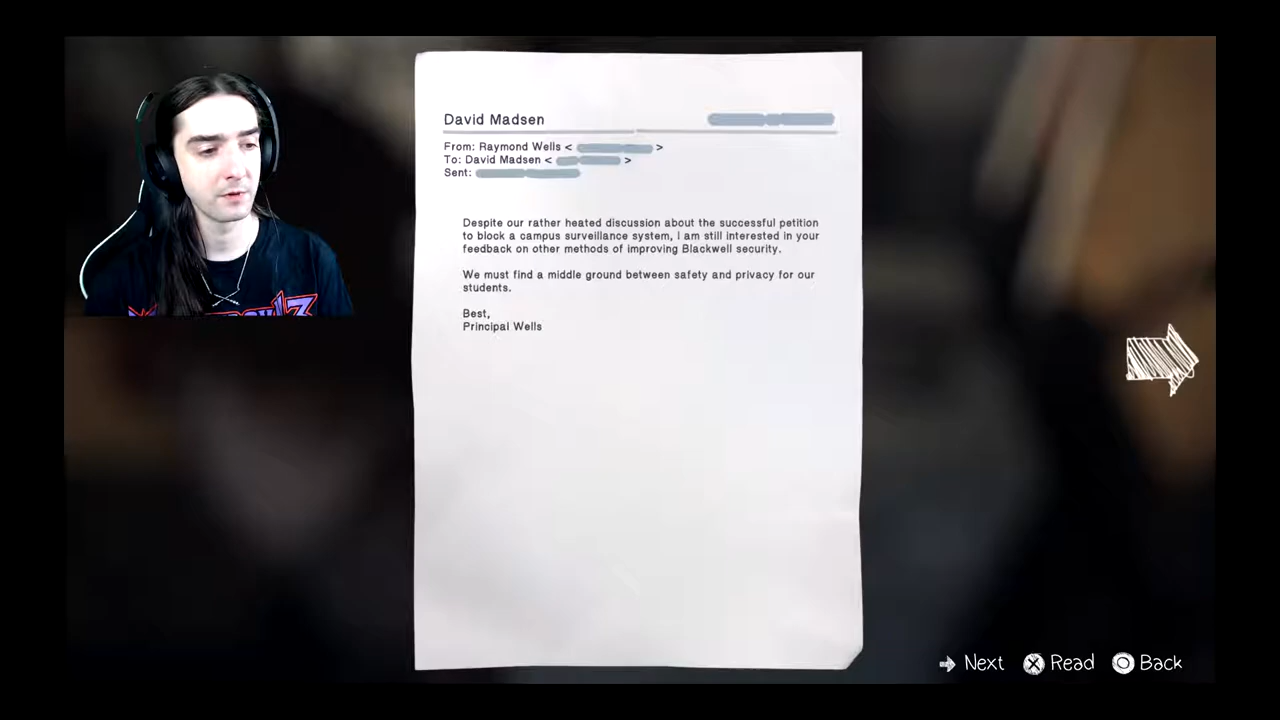 David Madsen
From: Raymond Wells < >
To: David Madsen < >
Sent:
Despite our rather heated discussion about the successful petition
to block a campus surveillance system, I am still interested in your
feedback on other methods of improving Blackwell security.
We must find a middle ground between safety and privacy for our
students.
Best,
Principal Wells
Next Read Back